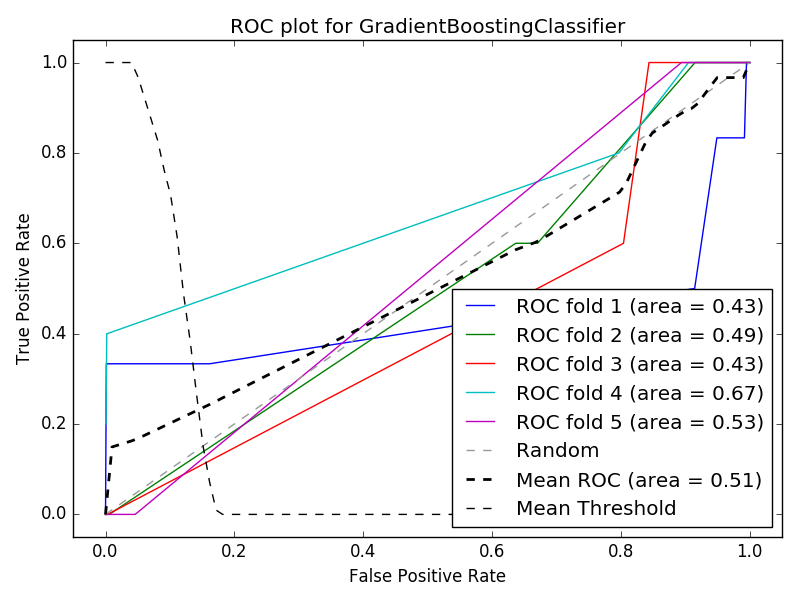 ROC plot for GradientBoostingClassifier
True Positive Rate
1.0
0.8
0.6
0.4
0.2
0.0
ROC fold 1 (area = 0.43)
ROC fold 2 (area = 0.49)
ROC fold 3 (area = 0.43)
ROC fold 4 (area = 0.67)
ROC fold 5 (area = 0.53)
Random
Mean ROC (area = 0.51)
Mean Threshold
0.0 0.2 0.4 0.6 0.8 1.0
False Positive Rate